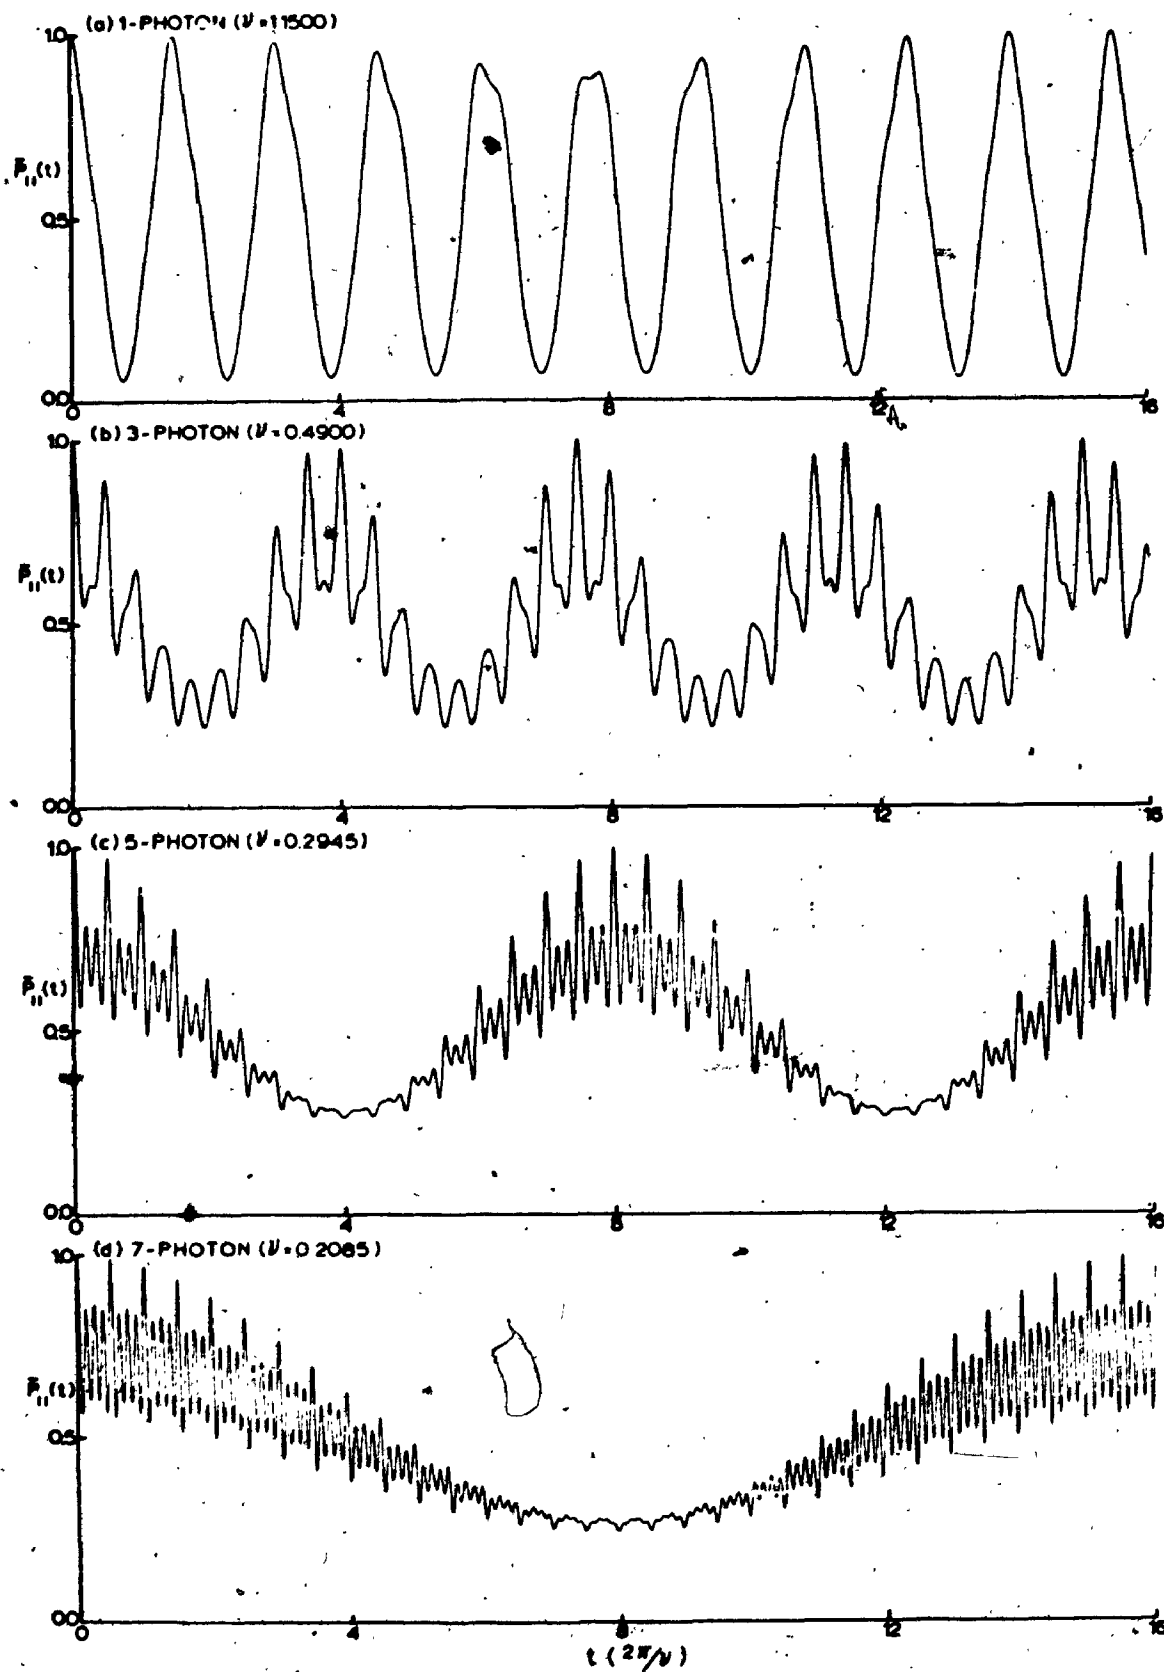 (a) 1-PHOTON (ν=1.1500)
1.0
P̄₁₁(t)
0.5
0.0
0 4 8 12 16
A.
(b) 3-PHOTON (ν=0.4900)
1.0
P̄₁₁(t)
0.5
0.0
0 4 8 12 16
(c) 5-PHOTON (ν=0.2945)
1.0
P̄₁₁(t)
0.5
0.0
0 4 8 12 16
(d) 7-PHOTON (ν=0.2085)
1.0
P̄₁₁(t)
0.5
0.0
0 4 8 12 16
t (2π/ν)